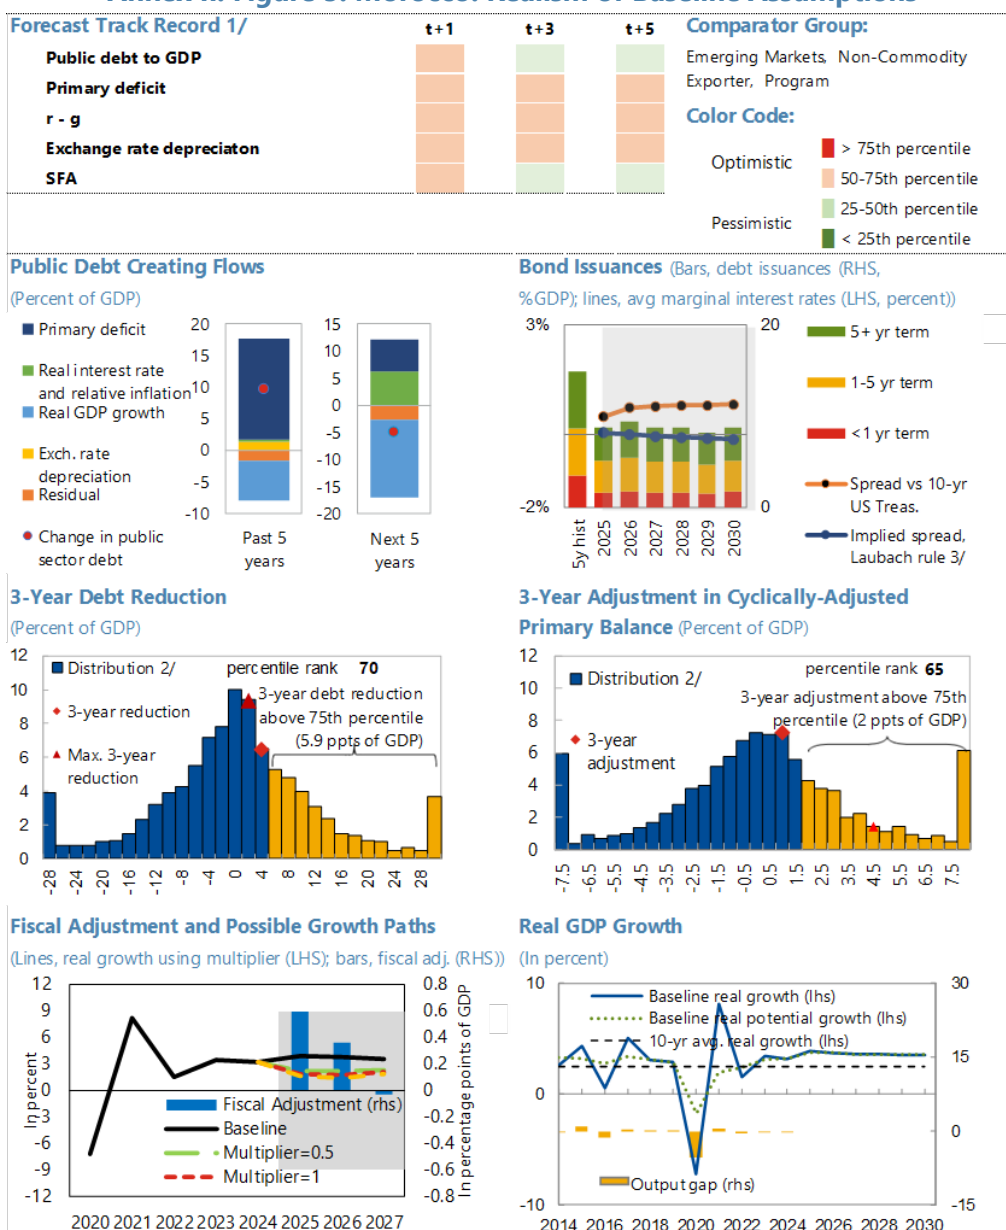 Forecast Track Record 1/
t+1 t+3 t+5
Public debt to GDP
Primary deficit
r - g
Exchange rate depreciaton
SFA
Comparator Group:
Emerging Markets, Non-Commodity
Exporter, Program
Color Code:
Optimistic
> 75th percentile
50-75th percentile
Pessimistic
25-50th percentile
< 25th percentile
Public Debt Creating Flows
(Percent of GDP)
Primary deficit
Real interest rate
and relative inflation
Real GDP growth
Exch. rate
depreciation
Residual
Change in public
sector debt
20
15
10
5
0
-5
-10
Past 5
years
15
10
5
0
-5
-10
-15
-20
Next 5
years
Bond Issuances (Bars, debt issuances (RHS,
%GDP); lines, avg marginal interest rates (LHS, percent))
3%
-2%
20
0
5y hist 2025 2026 2027 2028 2029 2030
5+ yr term
1-5 yr term
<1 yr term
Spread vs 10-yr
US Treas.
Implied spread,
Laubach rule 3/
3-Year Debt Reduction
(Percent of GDP)
12
10
8
6
4
2
0
Distribution 2/
3-year reduction
Max. 3-year
reduction
percentile rank 70
3-year debt reduction
above 75th percentile
(5.9 ppts of GDP)
-28 -24 -20 -16 -12 -8 -4 0 4 8 12 16 20 24 28
3-Year Adjustment in Cyclically-Adjusted
Primary Balance (Percent of GDP)
12
10
8
6
4
2
0
Distribution 2/
3-year
adjustment
percentile rank 65
3-year adjustment above 75th
percentile (2 ppts of GDP)
-7.5 -6.5 -5.5 -4.5 -3.5 -2.5 -1.5 -0.5 0.5 1.5 2.5 3.5 4.5 5.5 6.5 7.5
Fiscal Adjustment and Possible Growth Paths
(Lines, real growth using multiplier (LHS); bars, fiscal adj. (RHS))
In percent
12
9
6
3
0
-3
-6
-9
-12
Fiscal Adjustment (rhs)
Baseline
Multiplier=0.5
Multiplier=1
0.8
0.6
0.4
0.2
0
-0.2
-0.4
-0.6
-0.8
In percentage points of GDP
2020 2021 2022 2023 2024 2025 2026 2027
Real GDP Growth
(In percent)
10
0
-10
Baseline real growth (lhs)
Baseline real potential growth (lhs)
10-yr avg. real growth (lhs)
Output gap (rhs)
30
15
0
-15
2014 2016 2018 2020 2022 2024 2026 2028 2030